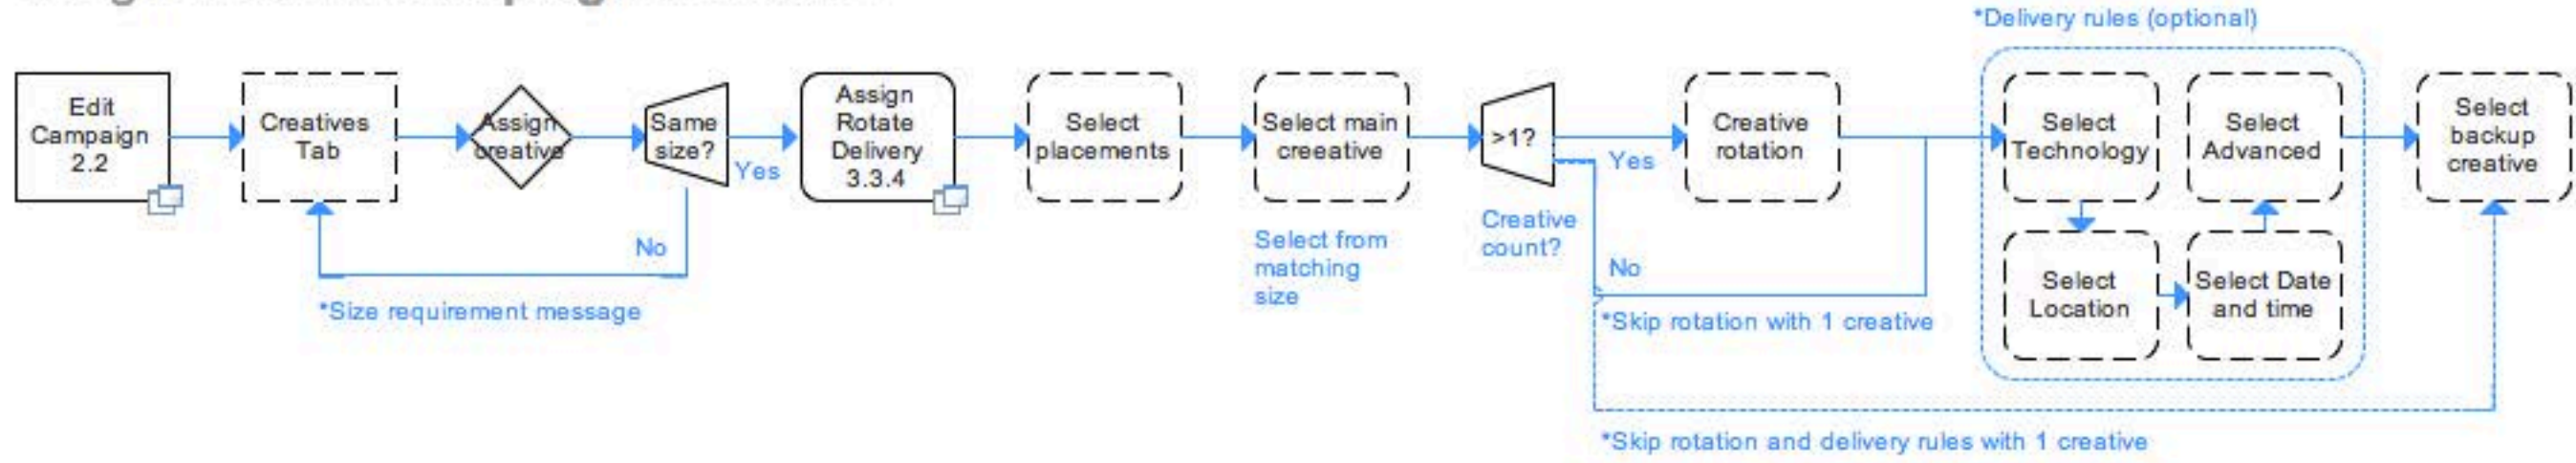 *Delivery rules (optional)
Edit
Campaign
2.2
Creatives
Tab
Assign
creative
Same
size?
Yes
No
*Size requirement message
Assign
Rotate
Delivery
3.3.4
Select
placements
Select main
creeative
Select from
matching
size
>1?
Creative
count?
Yes
No
*Skip rotation with 1 creative
*Skip rotation and delivery rules with 1 creative
Creative
rotation
Select
Technology
Select
Location
Select Date
and time
Select
Advanced
Select
backup
creative